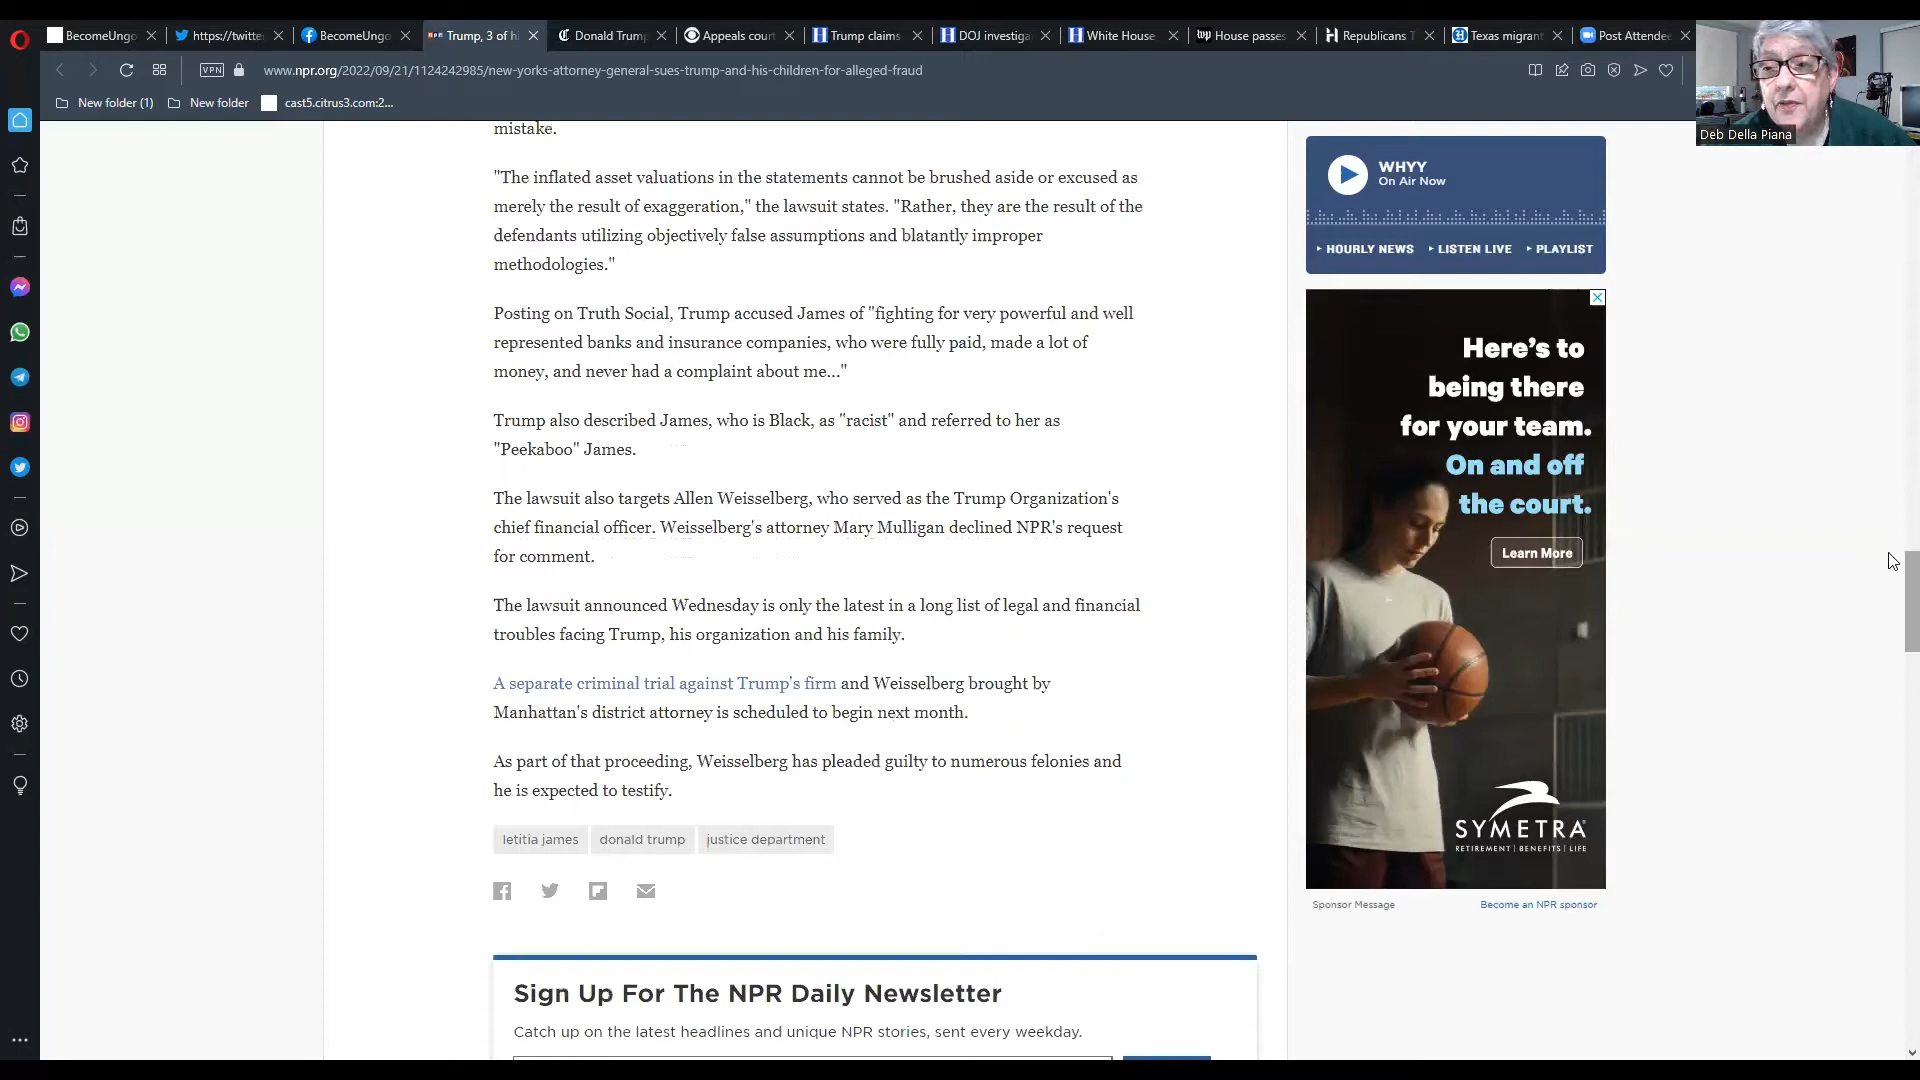 BecomeUngo
https://twitte
BecomeUngo
Trump, 3 of hi
Donald Trump
Appeals court
Trump claims
DOJ investiga
White House
House passes
Republicans T
Texas migrant
Post Attendee
VPN
www.npr.org/2022/09/21/1124242985/new-yorks-attorney-general-sues-trump-and-his-children-for-alleged-fraud
New folder (1)
New folder
cast5.citrus3.com:2...
Deb Della Piana
mistake.
"The inflated asset valuations in the statements cannot be brushed aside or excused as
merely the result of exaggeration," the lawsuit states. "Rather, they are the result of the
defendants utilizing objectively false assumptions and blatantly improper
methodologies."
Posting on Truth Social, Trump accused James of "fighting for very powerful and well
represented banks and insurance companies, who were fully paid, made a lot of
money, and never had a complaint about me..."
Trump also described James, who is Black, as "racist" and referred to her as
"Peekaboo" James.
The lawsuit also targets Allen Weisselberg, who served as the Trump Organization's
chief financial officer. Weisselberg's attorney Mary Mulligan declined NPR's request
for comment.
The lawsuit announced Wednesday is only the latest in a long list of legal and financial
troubles facing Trump, his organization and his family.
A separate criminal trial against Trump's firm and Weisselberg brought by
Manhattan's district attorney is scheduled to begin next month.
As part of that proceeding, Weisselberg has pleaded guilty to numerous felonies and
he is expected to testify.
letitia james
donald trump
justice department
Sign Up For The NPR Daily Newsletter
Catch up on the latest headlines and unique NPR stories, sent every weekday.
WHYY
On Air Now
HOURLY NEWS
LISTEN LIVE
PLAYLIST
Here's to
being there
for your team.
On and off
the court.
Learn More
SYMETRA
RETIREMENT | BENEFITS | LIFE
Sponsor Message
Become an NPR sponsor